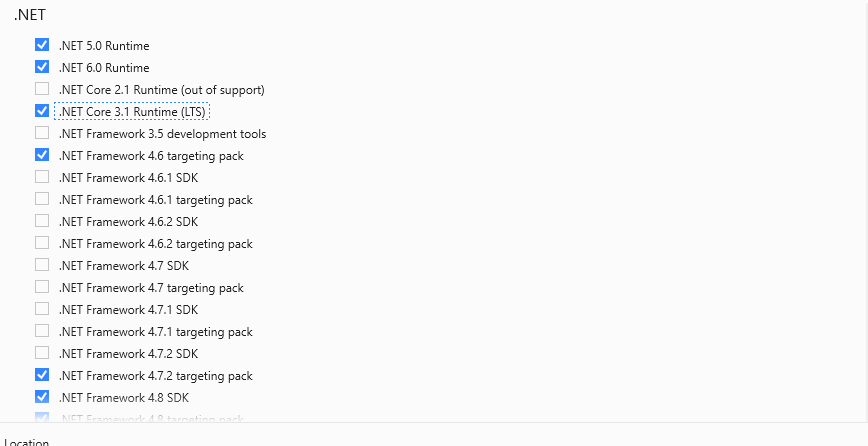 .NET
.NET 5.0 Runtime
.NET 6.0 Runtime
.NET Core 2.1 Runtime (out of support)
.NET Core 3.1 Runtime (LTS)
.NET Framework 3.5 development tools
.NET Framework 4.6 targeting pack
.NET Framework 4.6.1 SDK
.NET Framework 4.6.1 targeting pack
.NET Framework 4.6.2 SDK
.NET Framework 4.6.2 targeting pack
.NET Framework 4.7 SDK
.NET Framework 4.7 targeting pack
.NET Framework 4.7.1 SDK
.NET Framework 4.7.1 targeting pack
.NET Framework 4.7.2 SDK
.NET Framework 4.7.2 targeting pack
.NET Framework 4.8 SDK
.NET Framework 4.8 targeting pack
Location